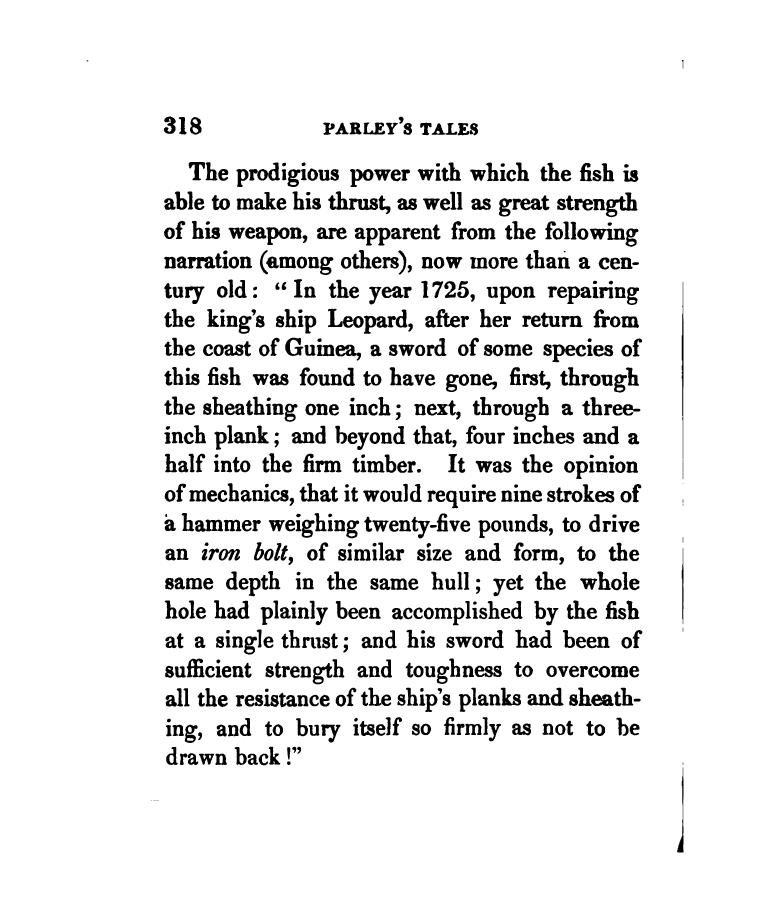 318 PARLEY'S TALES
The prodigious power with which the fish is
able to make his thrust, as well as great strength
of his weapon, are apparent from the following
narration (among others), now more than a cen-
tury old: “In the year 1725, upon repairing
the king's ship Leopard, after her return from
the coast of Guinea, a sword of some species of
this fish was found to have gone, first, through
the sheathing one inch; next, through a three-
inch plank; and beyond that, four inches and a
half into the firm timber. It was the opinion
of mechanics, that it would require nine strokes of
a hammer weighing twenty-five pounds, to drive
an iron bolt, of similar size and form, to the
same depth in the same hull; yet the whole
hole had plainly been accomplished by the fish
at a single thrust; and his sword had been of
sufficient strength and toughness to overcome
all the resistance of the ship's planks and sheath-
ing, and to bury itself so firmly as not to be
drawn back!”